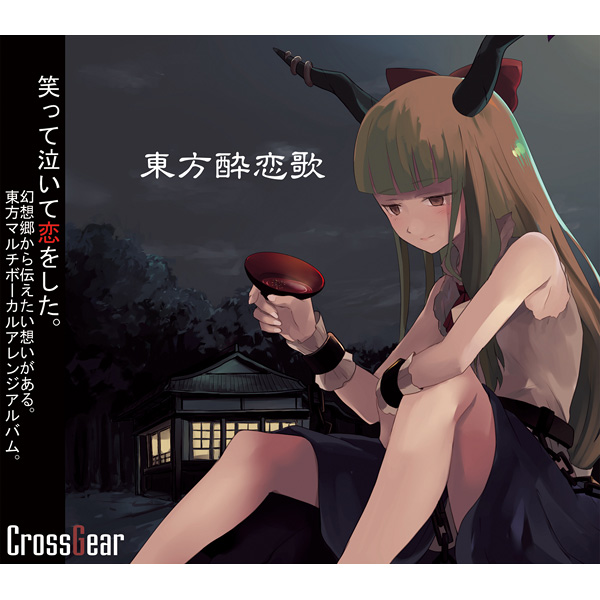 東方酔恋歌
笑って泣いて恋をした。
幻想郷から伝えたい想いがある。
東方マルチボーカルアレンジアルバム。
CrossGear